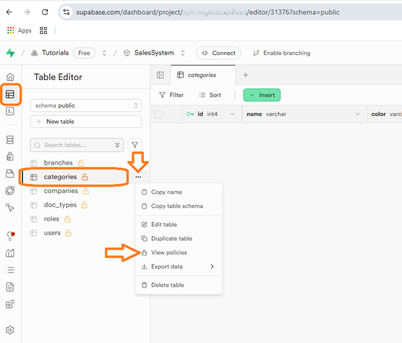 supabase.com/dashboard/project/
/editor/31376?schema=public
Apps
Tutorials Free SalesSystem Connect Enable branching
Table Editor
categories
schema public
Filter Sort Insert
New table
id int4 name varchar color varchar
Search tables...
branches
categories
companies
doc_types
roles
users
Copy name
Copy table schema
Edit table
Duplicate table
View policies
Export data
Delete table